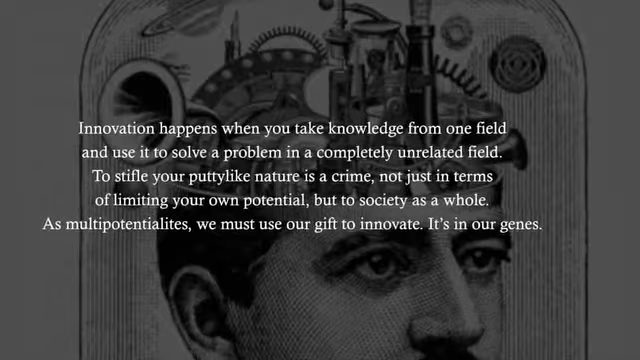 Innovation happens when you take knowledge from one field
and use it to solve a problem in a completely unrelated field.
To stifle your puttylike nature is a crime, not just in terms
of limiting your own potential, but to society as a whole.
As multipotentialites, we must use our gift to innovate. It’s in our genes.